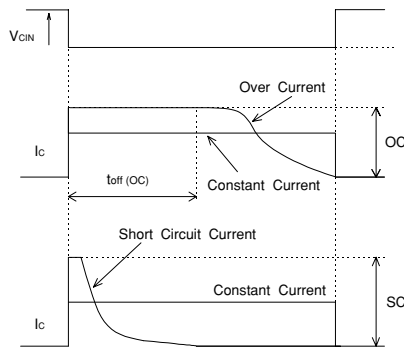 VCIN
Over Current
OC
IC
toff (OC)
Constant Current
Short Circuit Current
Constant Current
SC
IC